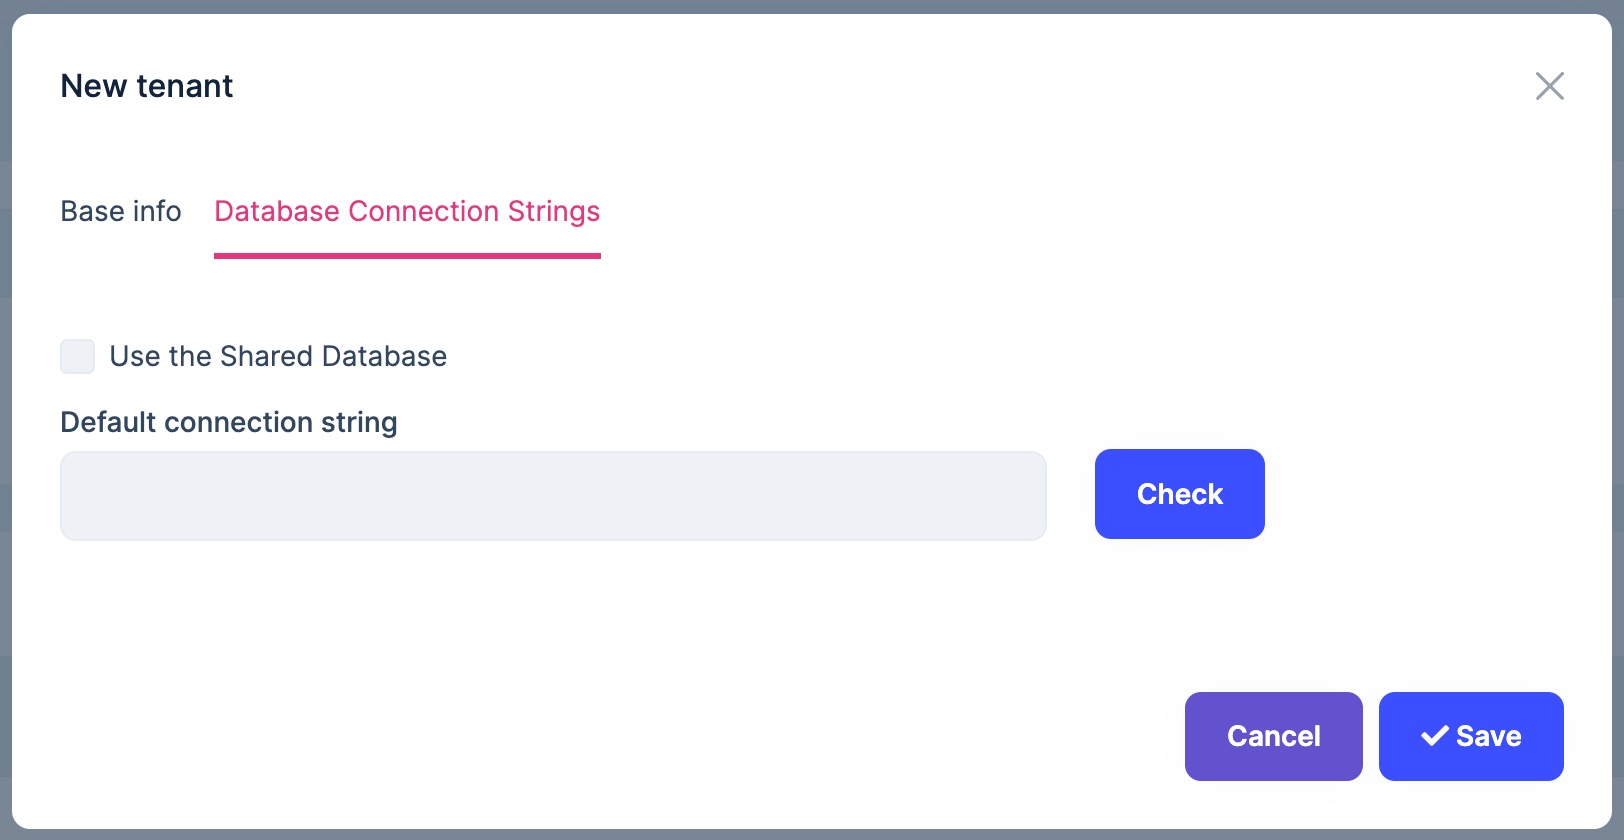 New tenant
Base info Database Connection Strings
Use the Shared Database
Default connection string
Check
Cancel Save